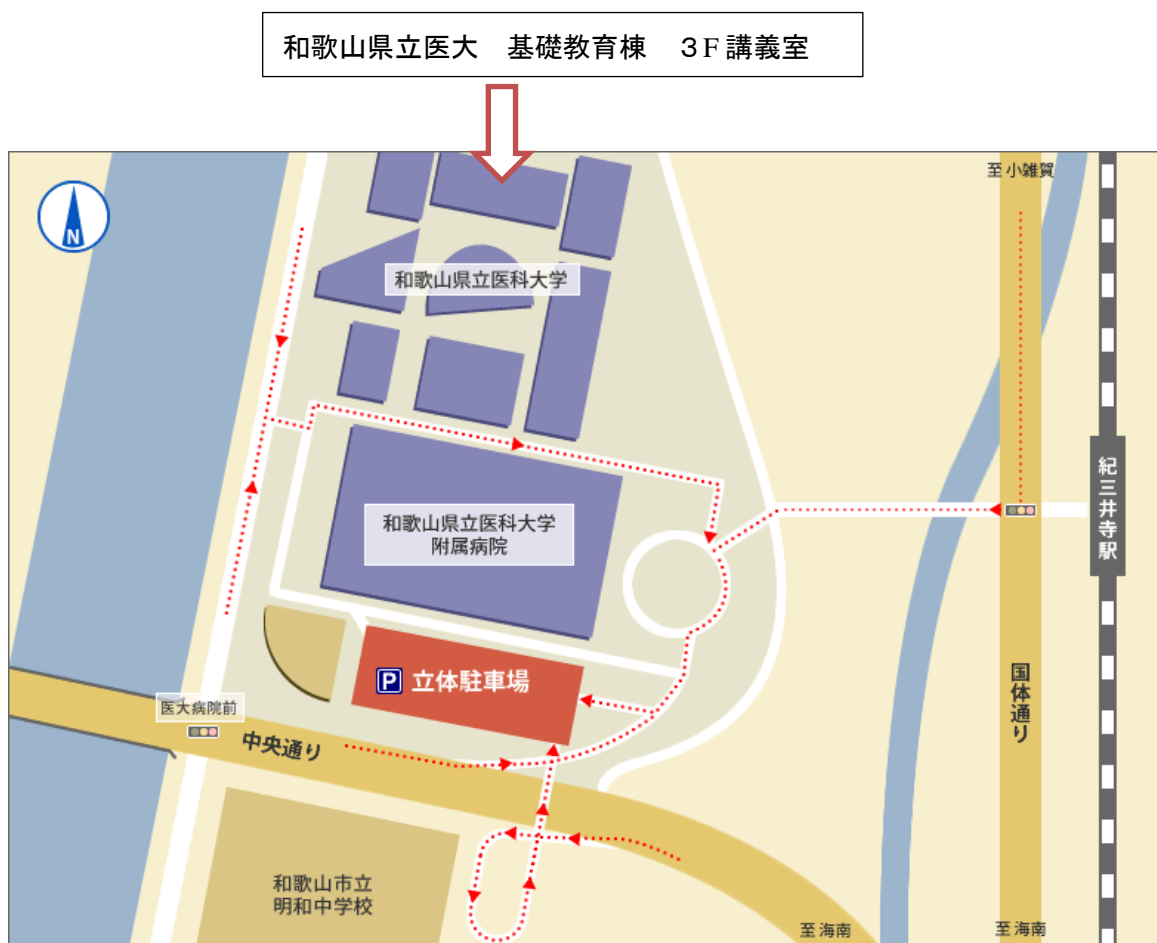 和歌山県立医大　基礎教育棟　３F講義室
至 小雑賀
N
和歌山県立医科大学
紀三井寺駅
和歌山県立医科大学
附属病院
P 立体駐車場
国体通り
医大病院前
中央通り
和歌山市立
明和中学校
至 海南
至 海南